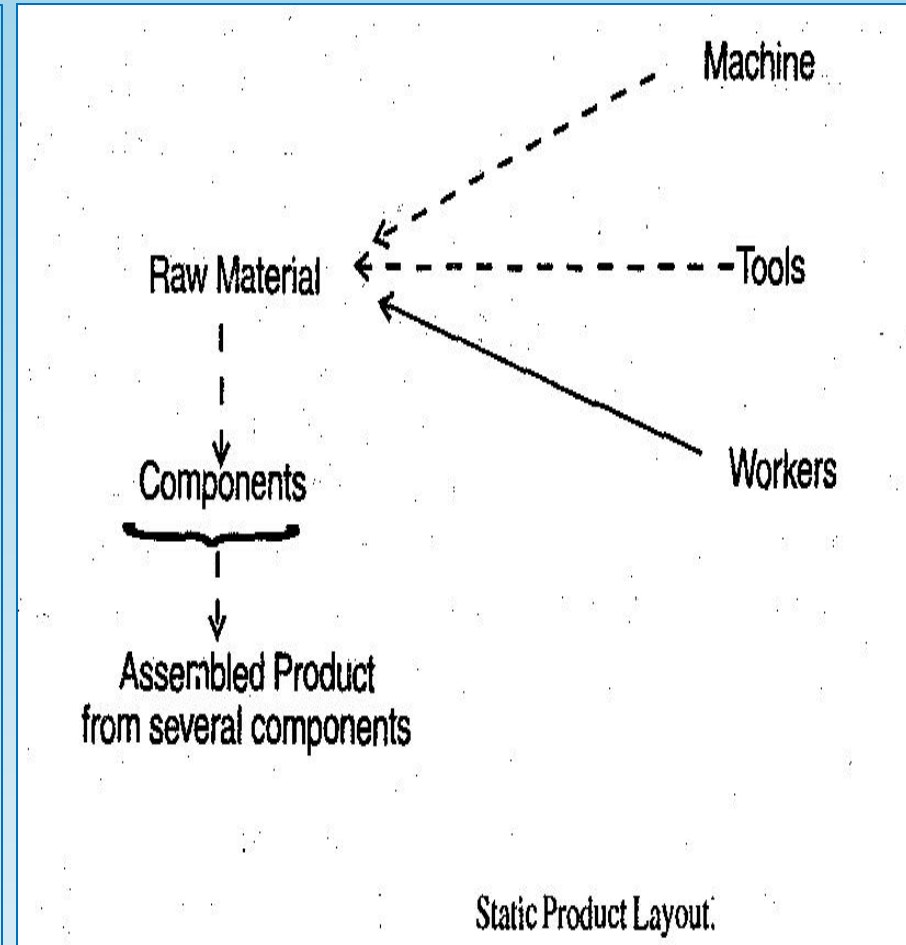 Machine
Raw Material
Tools
Workers
Components
Assembled Product
from several components
Static Product Layout.